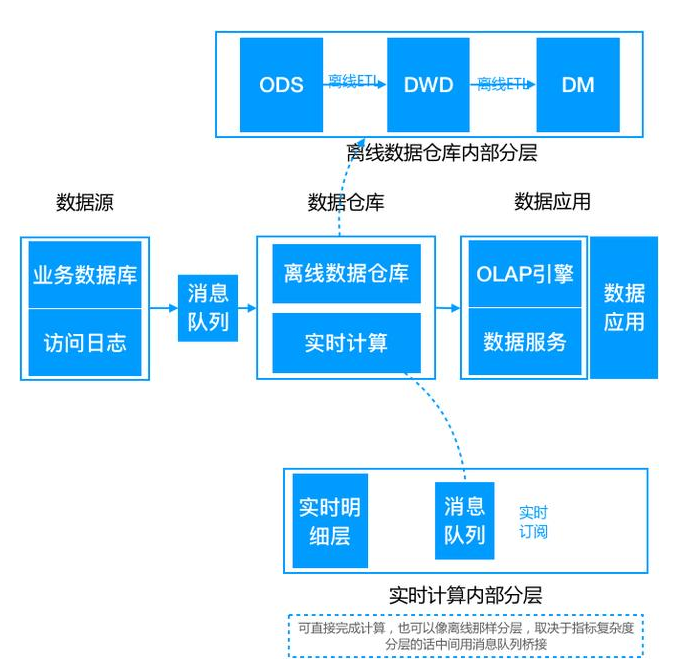 ODS
离线ETL
DWD
离线ETL
DM
离线数据仓库内部分层
数据源
数据仓库
数据应用
业务数据库
访问日志
消息
队列
离线数据仓库
实时计算
OLAP引擎
数据服务
数据
应用
实时明
细层
消息
队列
实时
订阅
实时计算内部分层
可直接完成计算，也可以像离线那样分层，取决于指标复杂度
分层的话中间用消息队列桥接